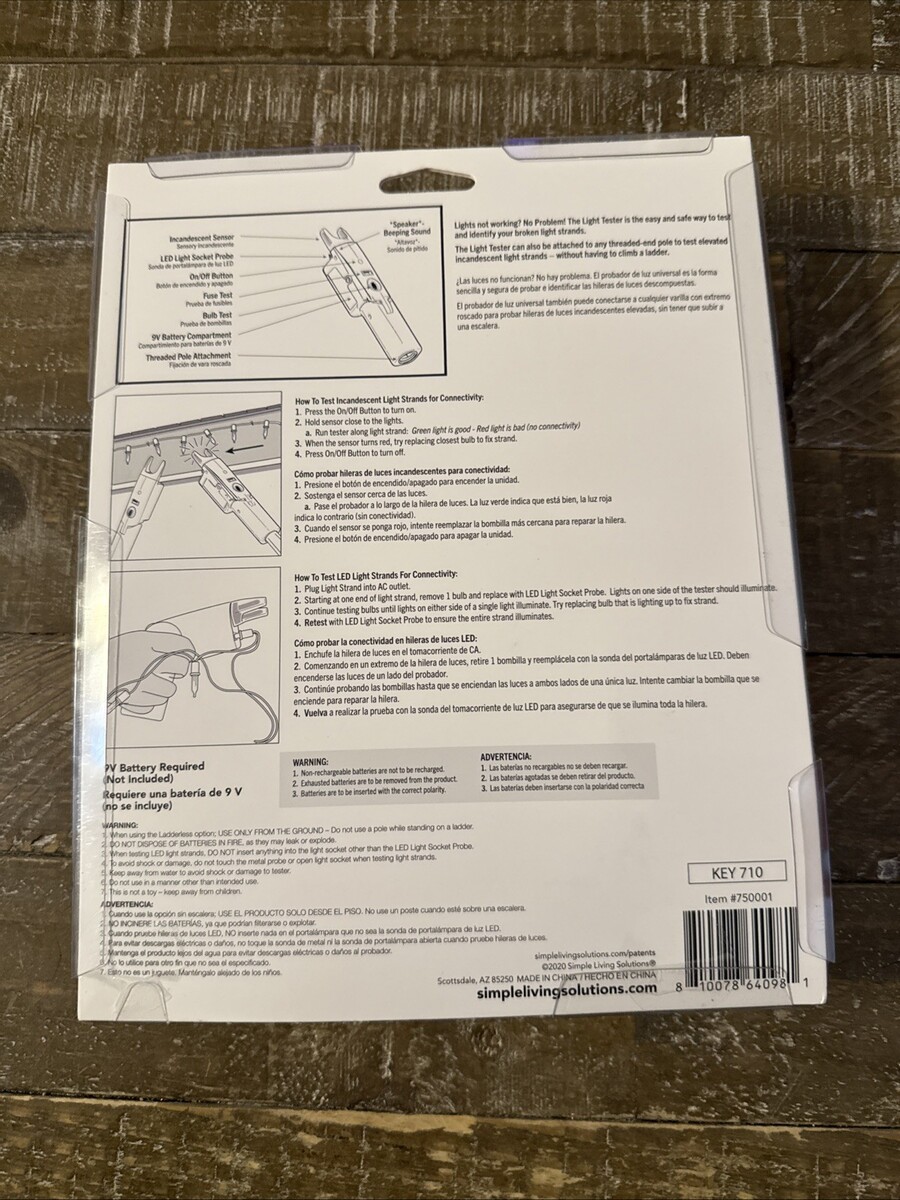 Incandescent Sensor
Sensory incandescente
LED Light Socket Probe
Sonda de portalámpara de luz LED
On/Off Button
Botón de encendido y apagado
Fuse Test
Prueba de fusibles
Bulb Test
Prueba de bombillas
9V Battery Compartment
Compartimiento para baterías de 9 V
Threaded Pole Attachment
Fijación de vara roscada
"Speaker"-
Beeping Sound
"Altavoz"-
Sonido de pitido
Lights not working? No Problem! The Light Tester is the easy and safe way to test
and identify your broken light strands.
The Light Tester can also be attached to any threaded-end pole to test elevated
incandescent light strands – without having to climb a ladder.
¿Las luces no funcionan? No hay problema. El probador de luz universal es la forma
sencilla y segura de probar e identificar las hileras de luces descompuestas.
El probador de luz universal también puede conectarse a cualquier varilla con extremo
roscado para probar hileras de luces incandescentes elevadas, sin tener que subir a
una escalera.
How To Test Incandescent Light Strands for Connectivity:
1. Press the On/Off Button to turn on.
2. Hold sensor close to the lights.
a. Run tester along light strand: Green light is good - Red light is bad (no connectivity)
3. When the sensor turns red, try replacing closest bulb to fix strand.
4. Press On/Off Button to turn off.
Cómo probar hileras de luces incandescentes para conectividad:
1. Presione el botón de encendido/apagado para encender la unidad.
2. Sostenga el sensor cerca de las luces.
a. Pase el probador a lo largo de la hilera de luces. La luz verde indica que está bien, la luz roja
indica lo contrario (sin conectividad).
3. Cuando el sensor se ponga rojo, intente reemplazar la bombilla más cercana para reparar la hilera.
4. Presione el botón de encendido/apagado para apagar la unidad.
How To Test LED Light Strands For Connectivity:
1. Plug Light Strand into AC outlet.
2. Starting at one end of light strand, remove 1 bulb and replace with LED Light Socket Probe. Lights on one side of the tester should illuminate.
3. Continue testing bulbs until lights on either side of a single light illuminate. Try replacing bulb that is lighting up to fix strand.
4. Retest with LED Light Socket Probe to ensure the entire strand illuminates.
Cómo probar la conectividad en hileras de luces LED:
1. Enchufe la hilera de luces en el tomacorriente de CA.
2. Comenzando en un extremo de la hilera de luces, retire 1 bombilla y reemplácela con la sonda del portalámparas de luz LED. Deben
encenderse las luces de un lado del probador.
3. Continúe probando las bombillas hasta que se enciendan las luces a ambos lados de una única luz. Intente cambiar la bombilla que se
enciende para reparar la hilera.
4. Vuelva a realizar la prueba con la sonda del tomacorriente de luz LED para asegurarse de que se ilumina toda la hilera.
9V Battery Required
(Not Included)
Requiere una batería de 9 V
(no se incluye)
WARNING:
1. Non-rechargeable batteries are not to be recharged.
2. Exhausted batteries are to be removed from the product.
3. Batteries are to be inserted with the correct polarity.
ADVERTENCIA:
1. Las baterías no recargables no se deben recargar.
2. Las baterías agotadas se deben retirar del producto.
3. Las baterías deben insertarse con la polaridad correcta
WARNING:
1. When using the Ladderless option; USE ONLY FROM THE GROUND – Do not use a pole while standing on a ladder.
2. DO NOT DISPOSE OF BATTERIES IN FIRE, as they may leak or explode.
3. When testing LED light strands, DO NOT insert anything into the light socket other than the LED Light Socket Probe.
4. To avoid shock or damage, do not touch the metal probe or open light socket when testing light strands.
5. Keep away from water to avoid shock or damage to tester.
6. Do not use in a manner other than intended use.
7. This is not a toy – keep away from children.
ADVERTENCIA:
1. Cuando use la opción sin escalera; USE EL PRODUCTO SOLO DESDE EL PISO. No use un poste cuando esté sobre una escalera.
2. NO INCINERE LAS BATERÍAS, ya que podrían filtrarse o explotar.
3. Cuando pruebe hileras de luces LED, NO inserte nada en el portalámpara que no sea la sonda de portalámpara de luz LED.
4. Para evitar descargas eléctricas o daños, no toque la sonda de metal ni la sonda de portalámpara abierta cuando pruebe hileras de luces.
5. Mantenga el producto lejos del agua para evitar descargas eléctricas o daños al probador.
6. No lo utilice para otro fin que no sea el especificado.
7. Esto no es un juguete. Manténgalo alejado de los niños.
KEY 710
Item #750001
simplelivingsolutions.com/patents
©2020 Simple Living Solutions®
Scottsdale, AZ 85250 MADE IN CHINA / HECHO EN CHINA
simplelivingsolutions.com
8 10078 64098 1